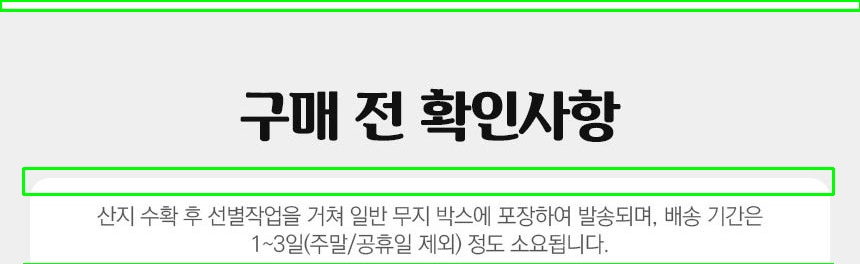 구매 전 확인사항
산지 수확 후 선별작업을 거쳐 일반 무지 박스에 포장하여 발송되며, 배송 기간은
1~3일(주말/공휴일 제외) 정도 소요됩니다.